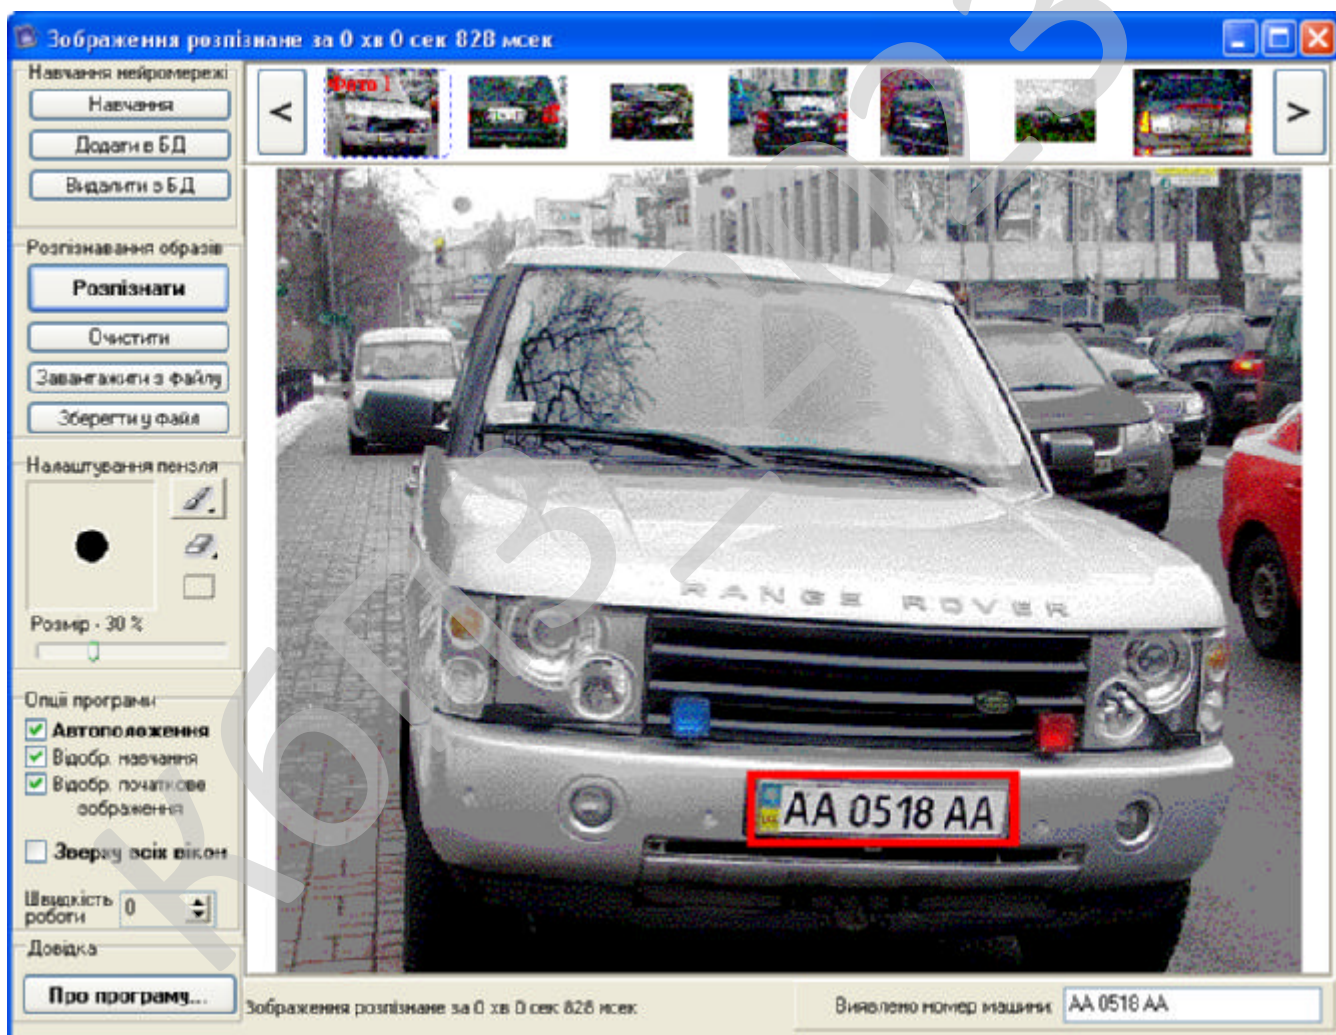 Зображення розпізнане за 0 хв 0 сек 828 мсек
Навчання нейромережі
Навчання
Додати в БД
Видалити з БД
Розпізнавання образів
Розпізнати
Очистити
Завантажити з файлу
Зберегти у файл
Налаштування пензля
Розмір - 30 %
Опції програми
Автоположення
Відобр. навчання
Відобр. початкове
зображення
Зверху всіх вікон
Швидкість
роботи
0
Довідка
Про програму...
<
Фото 1
>
RANGE ROVER
AA 0518 AA
Зображення розпізнане за 0 хв 0 сек 828 мсек
Виявлено номер машини:
AA 0518 AA